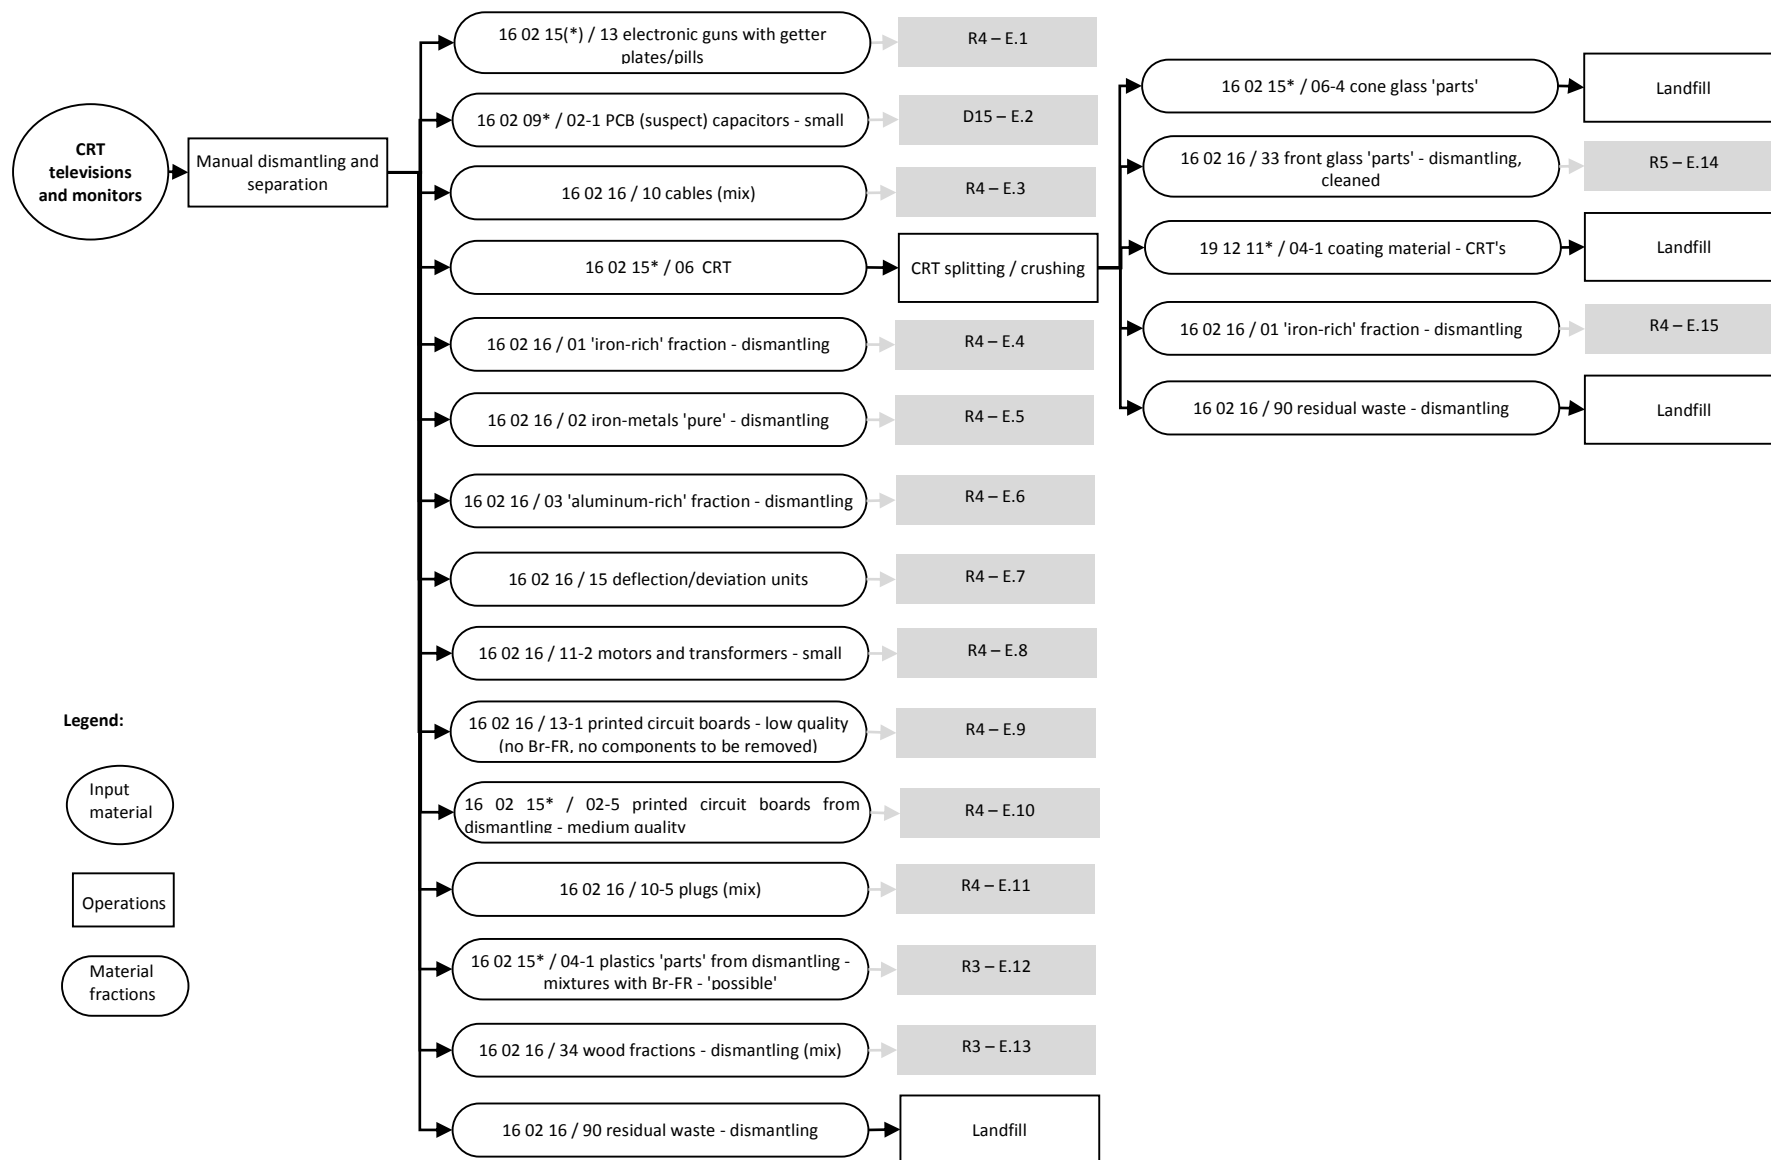 CRT
televisions
and monitors
Manual dismantling and
separation
16 02 15(*) / 13 electronic guns with getter
plates/pills
R4 – E.1
16 02 09* / 02-1 PCB (suspect) capacitors - small
D15 – E.2
16 02 16 / 10 cables (mix)
R4 – E.3
16 02 15* / 06  CRT
CRT splitting / crushing
16 02 16 / 01 'iron-rich' fraction - dismantling
R4 – E.4
16 02 16 / 02 iron-metals 'pure' - dismantling
R4 – E.5
16 02 16 / 03 'aluminum-rich' fraction - dismantling
R4 – E.6
16 02 16 / 15 deflection/deviation units
R4 – E.7
16 02 16 / 11-2 motors and transformers - small
R4 – E.8
16 02 16 / 13-1 printed circuit boards - low quality
(no Br-FR, no components to be removed)
R4 – E.9
16 02 15* / 02-5 printed circuit boards from
dismantling - medium quality
R4 – E.10
16 02 16 / 10-5 plugs (mix)
R4 – E.11
16 02 15* / 04-1 plastics 'parts' from dismantling -
mixtures with Br-FR - 'possible'
R3 – E.12
16 02 16 / 34 wood fractions - dismantling (mix)
R3 – E.13
16 02 16 / 90 residual waste - dismantling
Landfill
16 02 15* / 06-4 cone glass 'parts'
Landfill
16 02 16 / 33 front glass 'parts' - dismantling,
cleaned
R5 – E.14
19 12 11* / 04-1 coating material - CRT's
Landfill
16 02 16 / 01 'iron-rich' fraction - dismantling
R4 – E.15
16 02 16 / 90 residual waste - dismantling
Landfill
Legend:
Input
material
Operations
Material
fractions